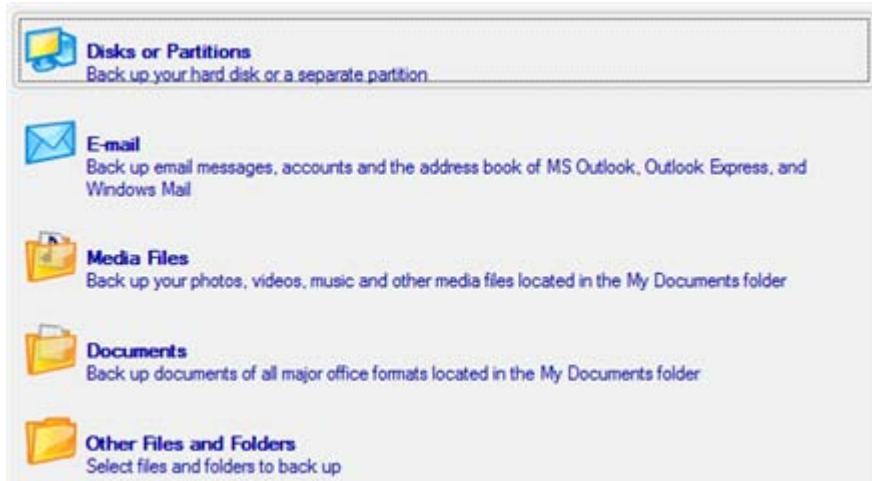 Disks or Partitions
Back up your hard disk or a separate partition
E-mail
Back up email messages, accounts and the address book of MS Outlook, Outlook Express, and
Windows Mail
Media Files
Back up your photos, videos, music and other media files located in the My Documents folder
Documents
Back up documents of all major office formats located in the My Documents folder
Other Files and Folders
Select files and folders to back up